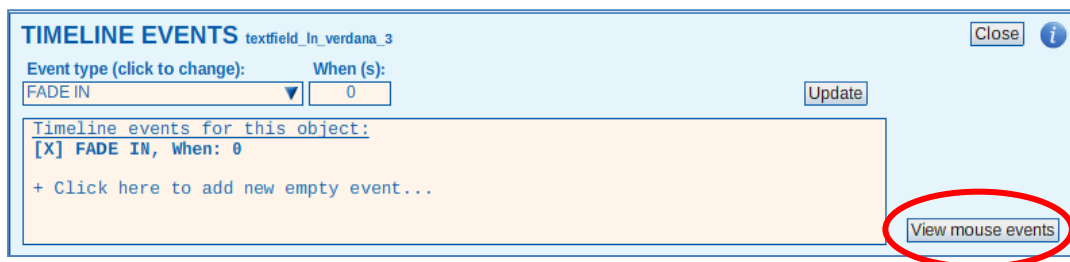 TIMELINE EVENTS textfield_ln_verdana_3 Close i
Event type (click to change): When (s):
FADE IN 0 Update
Timeline events for this object:
[X] FADE IN, When: 0
+ Click here to add new empty event...
View mouse events